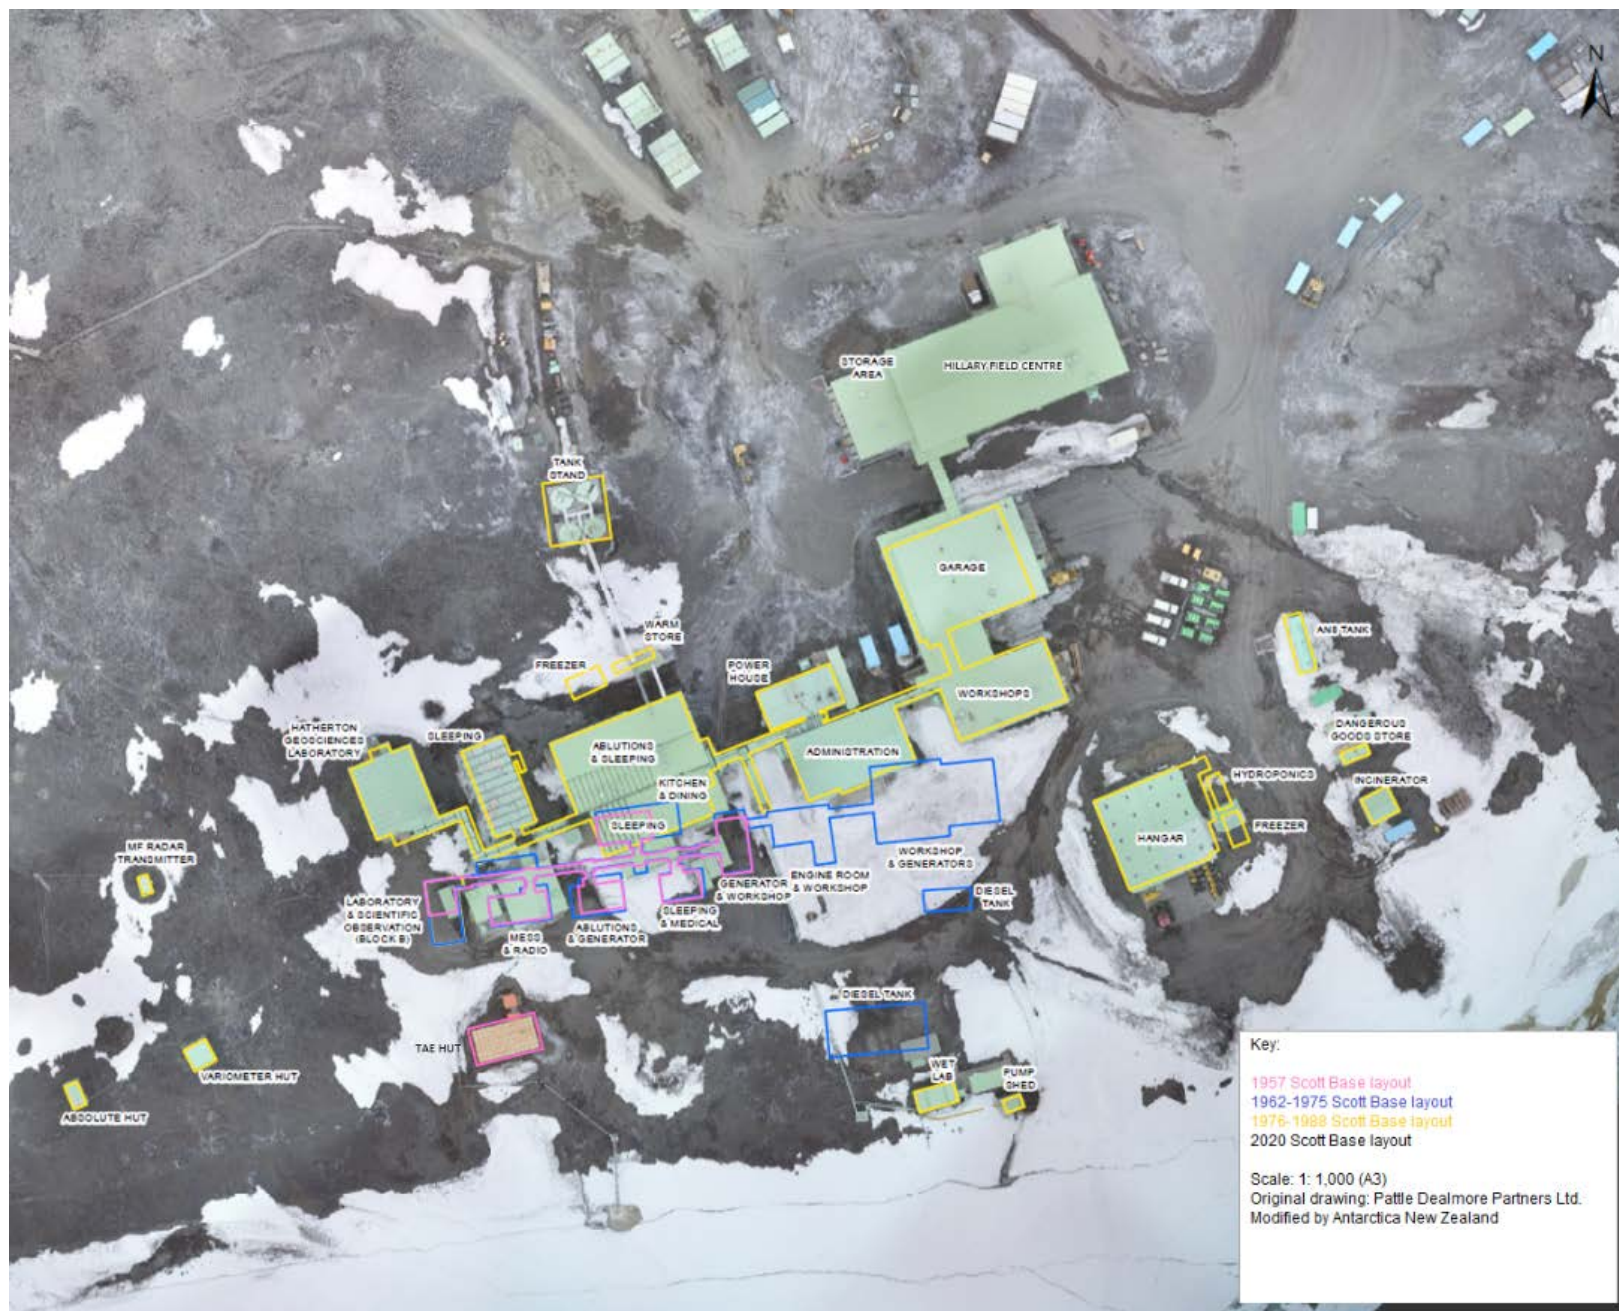 N
STORAGE
AREA
HILLARY FIELD CENTRE
TANK
STAND
GARAGE
WARM
STORE
ANS TANK
FREEZER
POWER
HOUSE
WORKSHOPS
HATHERTON
GEOSCIENCES
LABORATORY
SLEEPING
ABLUTIONS
& SLEEPING
ADMINISTRATION
DANGEROUS
GOODS STORE
KITCHEN
& DINING
HYDROPONICS
INCINERATOR
SLEEPING
FREEZER
HANGAR
MF RADAR
TRANSMITTER
WORKSHOP
& GENERATORS
ENGINE ROOM
& WORKSHOP
GENERATOR
& WORKSHOP
DIESEL
TANK
LABORATORY
& SCIENTIFIC
OBSERVATION
(BLOCK B)
SLEEPING
& MEDICAL
ABLUTIONS
& GENERATOR
MESS
& RADIO
DIESEL TANK
TAE HUT
WET
LAB
PUMP
SHED
VARIOMETER HUT
ABSOLUTE HUT
Key:
1957 Scott Base layout
1962-1975 Scott Base layout
1976-1988 Scott Base layout
2020 Scott Base layout
Scale: 1: 1,000 (A3)
Original drawing: Pattle Dealmore Partners Ltd.
Modified by Antarctica New Zealand